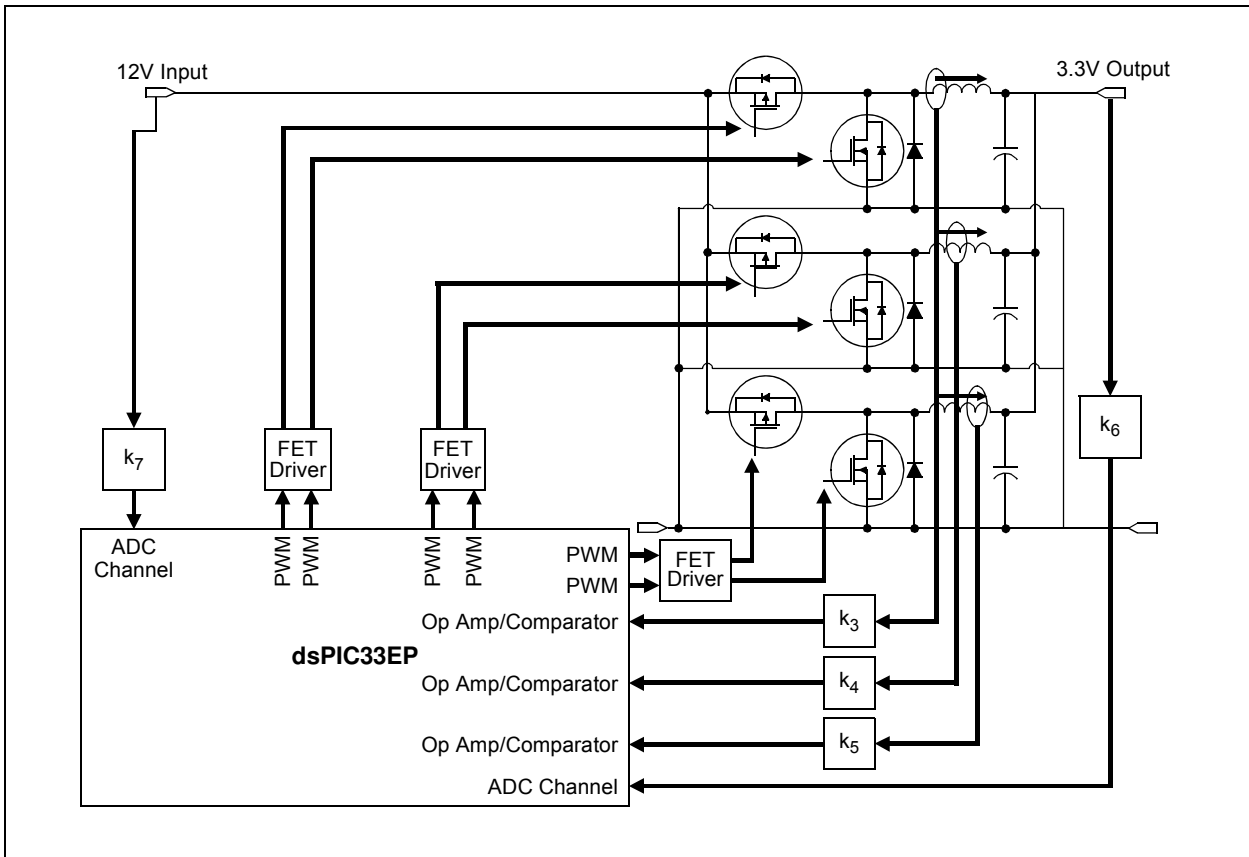 12V Input
3.3V Output
k7
FET
Driver
FET
Driver
k6
ADC
Channel
PWM
PWM
PWM
PWM
PWM
PWM
FET
Driver
Op Amp/Comparator
k3
dsPIC33EP
Op Amp/Comparator
k4
Op Amp/Comparator
k5
ADC Channel